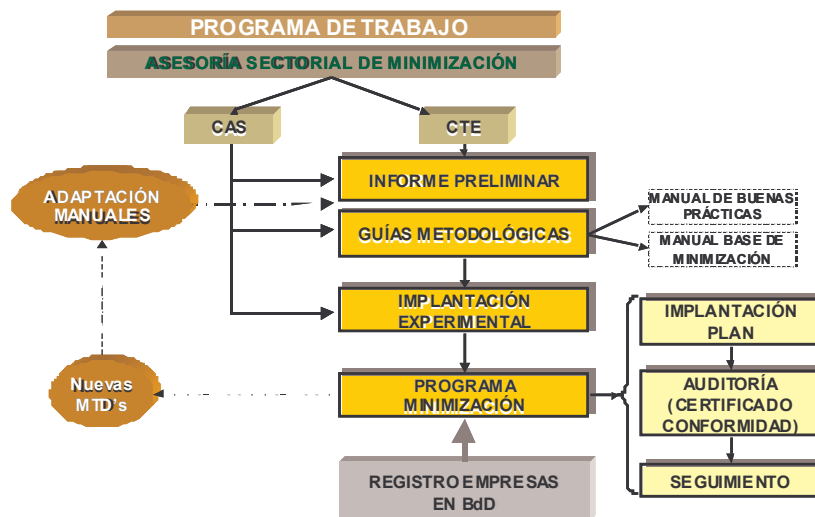 PROGRAMA DE TRABAJO
ASESORÍA SECTORIAL DE MINIMIZACIÓN
CAS
CTE
INFORME PRELIMINAR
ADAPTACIÓN
MANUALES
GUÍAS METODOLÓGICAS
MANUAL DE BUENAS
PRÁCTICAS
MANUAL BASE DE
MINIMIZACIÓN
IMPLANTACIÓN
EXPERIMENTAL
IMPLANTACIÓN
PLAN
Nuevas
MTD's
PROGRAMA
MINIMIZACIÓN
AUDITORÍA
(CERTIFICADO
CONFORMIDAD)
REGISTRO EMPRESAS
EN BdD
SEGUIMIENTO